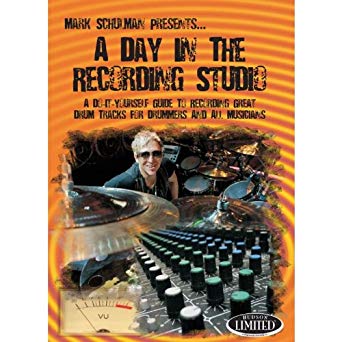 MARK SCHULMAN PRESENTS...
A DAY IN THE
RECORDING STUDIO
A DO-IT-YOURSELF GUIDE TO RECORDING GREAT
DRUM TRACKS FOR DRUMMERS AND ALL MUSICIANS
VU
HUDSON
LIMITED